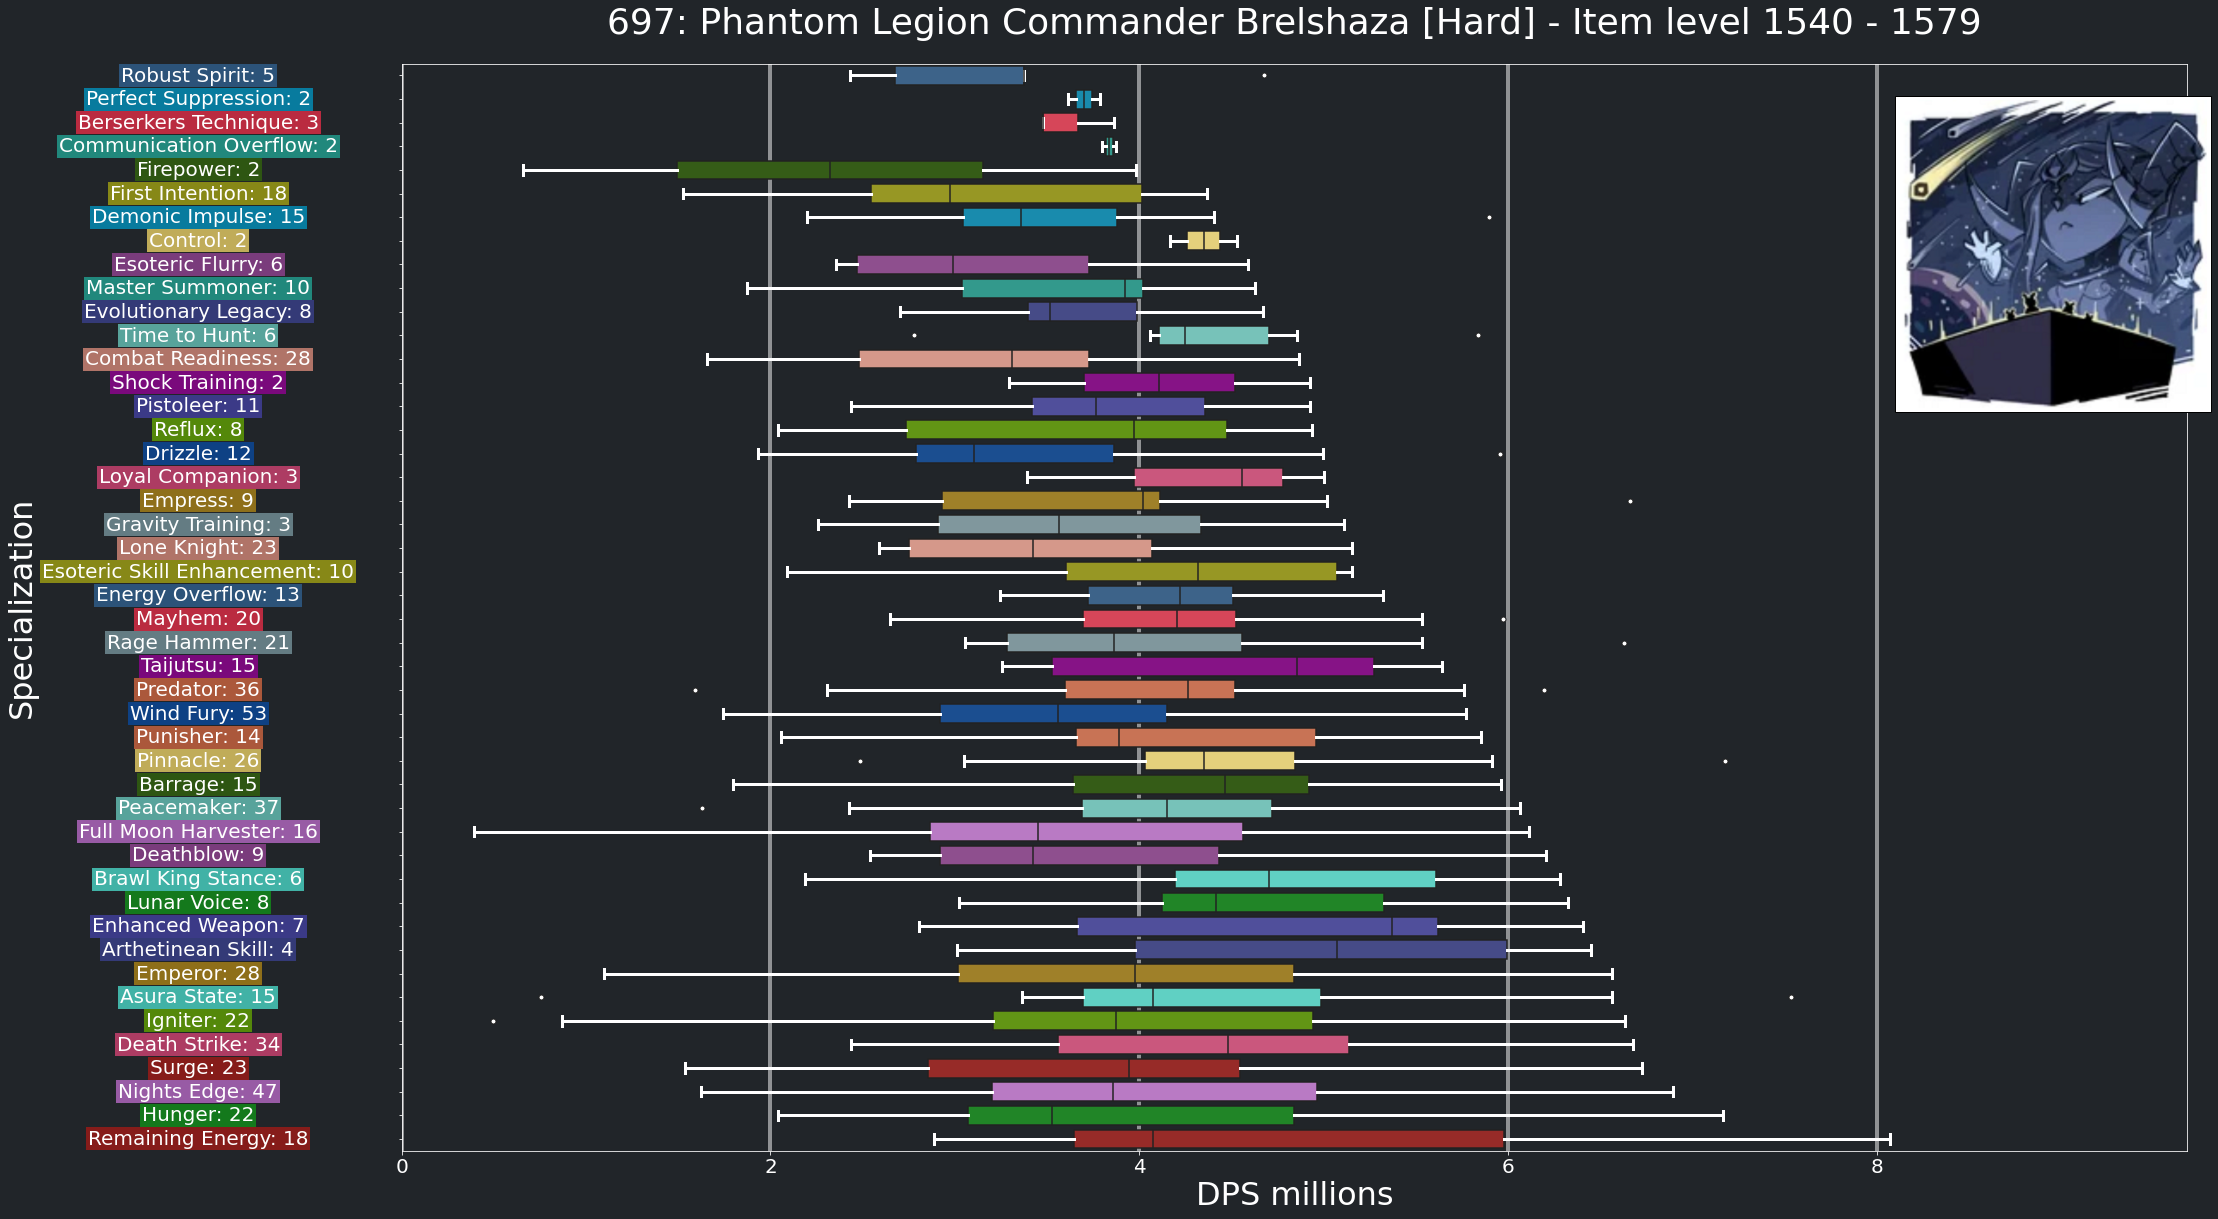 697: Phantom Legion Commander Brelshaza [Hard] - Item level 1540 - 1579
Robust Spirit: 5
Perfect Suppression: 2
Berserkers Technique: 3
Communication Overflow: 2
Firepower: 2
First Intention: 18
Demonic Impulse: 15
Control: 2
Esoteric Flurry: 6
Master Summoner: 10
Evolutionary Legacy: 8
Time to Hunt: 6
Combat Readiness: 28
Shock Training: 2
Pistoleer: 11
Reflux: 8
Drizzle: 12
Loyal Companion: 3
Empress: 9
Gravity Training: 3
Lone Knight: 23
Esoteric Skill Enhancement: 10
Energy Overflow: 13
Mayhem: 20
Rage Hammer: 21
Taijutsu: 15
Predator: 36
Wind Fury: 53
Punisher: 14
Pinnacle: 26
Barrage: 15
Peacemaker: 37
Full Moon Harvester: 16
Deathblow: 9
Brawl King Stance: 6
Lunar Voice: 8
Enhanced Weapon: 7
Arthetinean Skill: 4
Emperor: 28
Asura State: 15
Igniter: 22
Death Strike: 34
Surge: 23
Nights Edge: 47
Hunger: 22
Remaining Energy: 18
Specialization
0 2 4 6 8
DPS millions